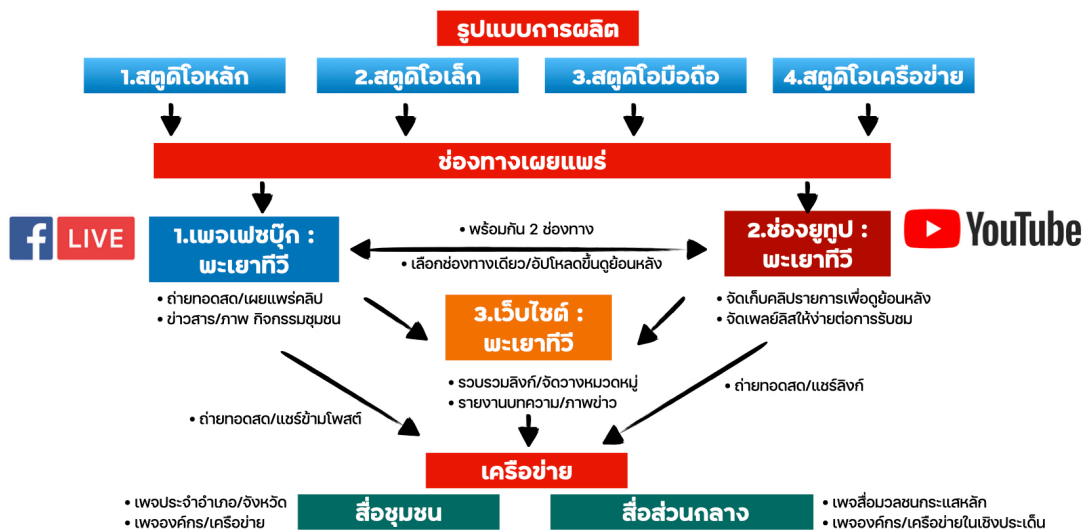 รูปแบบการผลิต
1.สตูดิโอหลัก
2.สตูดิโอเล็ก
3.สตูดิโอมือถือ
4.สตูดิโอเครือข่าย
ช่องทางเผยแพร่
f LIVE
1.เพจเฟซบุ๊ก :
พะเยาทีวี
• พร้อมกัน 2 ช่องทาง
• เลือกช่องทางเดียว/อัปโหลดขึ้นดูย้อนหลัง
2.ช่องยูทูป :
พะเยาทีวี
YouTube
• ถ่ายทอดสด/เผยแพร่คลิป
• ข่าวสาร/ภาพ กิจกรรมชุมชน
3.เว็บไซต์ :
พะเยาทีวี
• จัดเก็บคลิปรายการเพื่อดูย้อนหลัง
• จัดเพลย์ลิสให้ง่ายต่อการรับชม
• รวบรวมลิงก์/จัดวางหมวดหมู่
• รายงานบทความ/ภาพข่าว
• ถ่ายทอดสด/แชร์ลิงก์
• ถ่ายทอดสด/แชร์ข้ามโพสต์
เครือข่าย
• เพจประจำอำเภอ/จังหวัด
• เพจองค์กร/เครือข่าย
สื่อชุมชน
สื่อส่วนกลาง
• เพจสื่อมวลชนกระแสหลัก
• เพจองค์กร/เครือข่ายในเชิงประเด็น